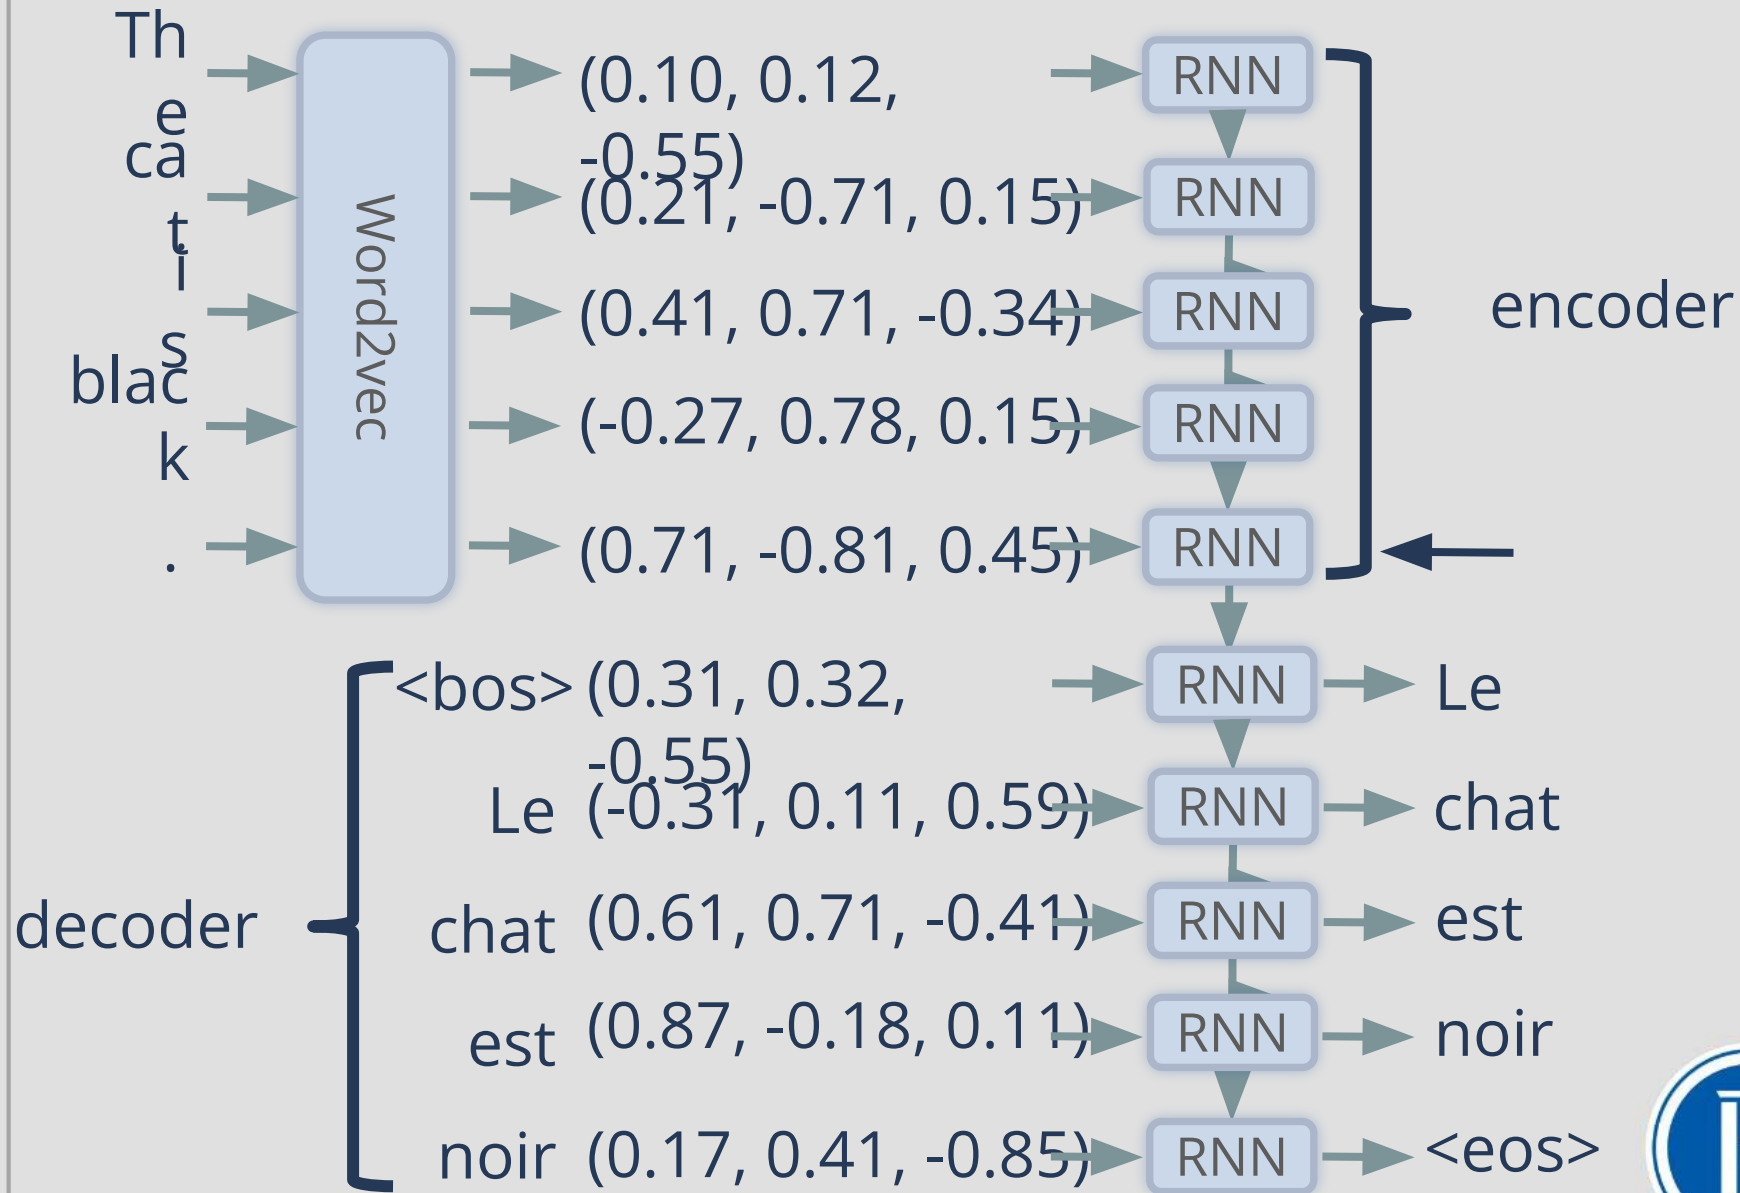 The
(0.10, 0.12, -0.55)
RNN
cat
(0.21, -0.71, 0.15)
RNN
is
(0.41, 0.71, -0.34)
RNN
encoder
black
(-0.27, 0.78, 0.15)
RNN
.
(0.71, -0.81, 0.45)
RNN
Word2vec
decoder
<bos> (0.31, 0.32, -0.55)
RNN
Le
Le (-0.31, 0.11, 0.59)
RNN
chat
chat (0.61, 0.71, -0.41)
RNN
est
est (0.87, -0.18, 0.11)
RNN
noir
noir (0.17, 0.41, -0.85)
RNN
<eos>